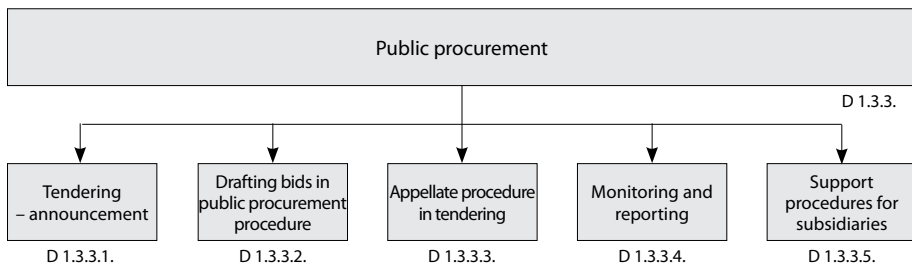 Public procurement
D 1.3.3.
Tendering
– announcement
D 1.3.3.1.
Drafting bids in
public procurement
procedure
D 1.3.3.2.
Appellate procedure
in tendering
D 1.3.3.3.
Monitoring and
reporting
D 1.3.3.4.
Support
procedures for
subsidiaries
D 1.3.3.5.